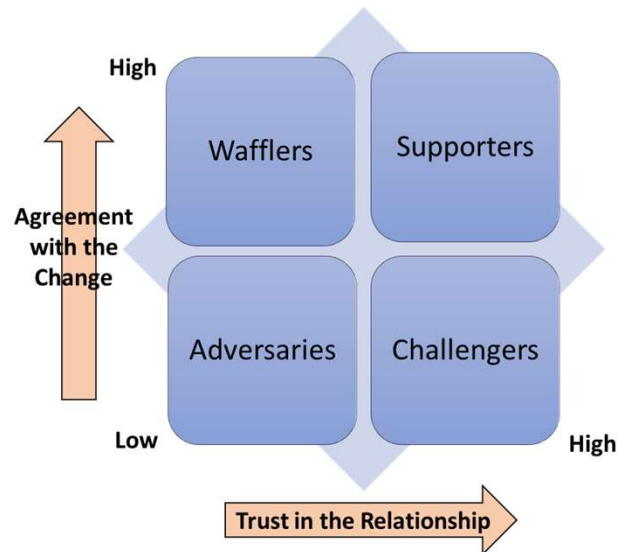 High
Wafflers
Supporters
Agreement
with the
Change
Adversaries
Challengers
Low
High
Trust in the Relationship